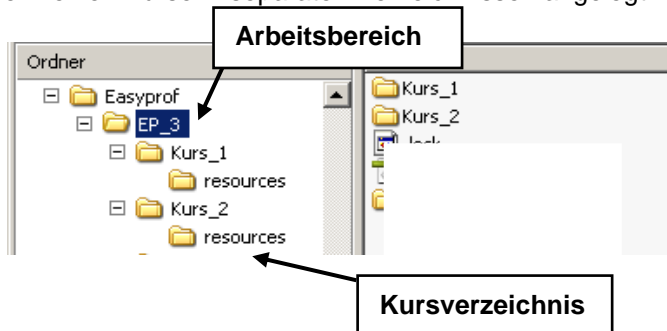 Arbeitsbereich
Ordner
Easyprof
EP_3
Kurs_1
resources
Kurs_2
resources
Kurs_1
Kurs_2
Kursverzeichnis